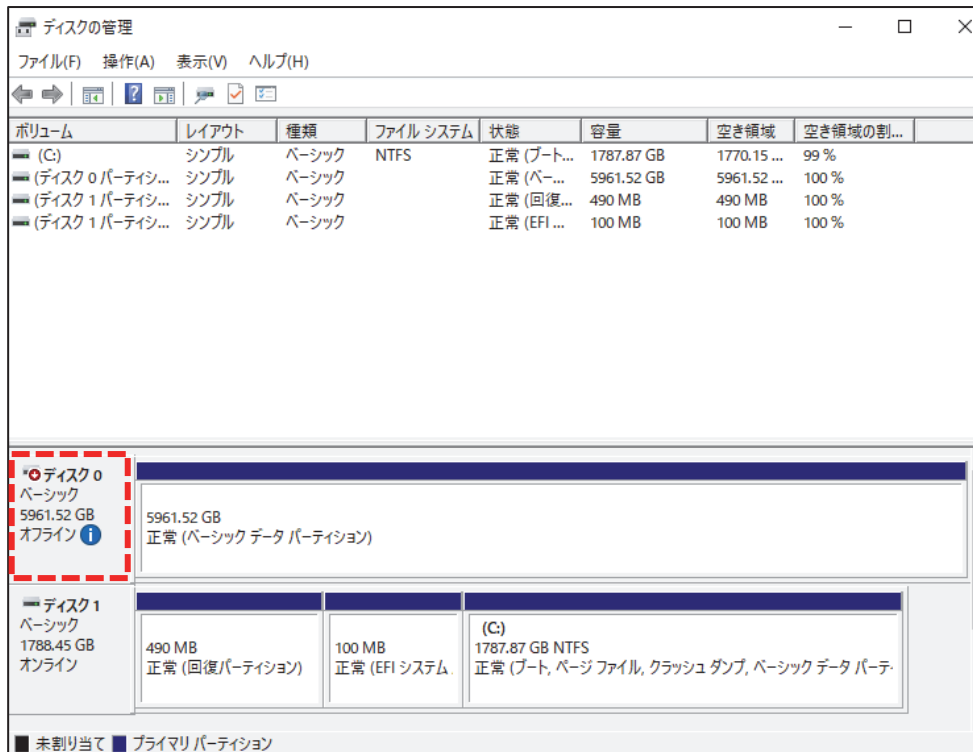 ディスクの管理
ファイル(F) 操作(A) 表示(V) ヘルプ(H)
ボリューム レイアウト 種類 ファイル システム 状態 容量 空き領域 空き領域の割...
(C:) シンプル ベーシック NTFS 正常 (ブート... 1787.87 GB 1770.15 ... 99 %
(ディスク 0 パーティシ... シンプル ベーシック 正常 (ベー... 5961.52 GB 5961.52 ... 100 %
(ディスク 1 パーティシ... シンプル ベーシック 正常 (回復... 490 MB 490 MB 100 %
(ディスク 1 パーティシ... シンプル ベーシック 正常 (EFI ... 100 MB 100 MB 100 %
ディスク 0
ベーシック
5961.52 GB
オフライン
5961.52 GB
正常 (ベーシック データ パーティション)
ディスク 1
ベーシック
1788.45 GB
オンライン
490 MB
正常 (回復パーティション)
100 MB
正常 (EFI システム
(C:)
1787.87 GB NTFS
正常 (ブート, ページ ファイル, クラッシュ ダンプ, ベーシック データ パーテ
未割り当て プライマリ パーティション